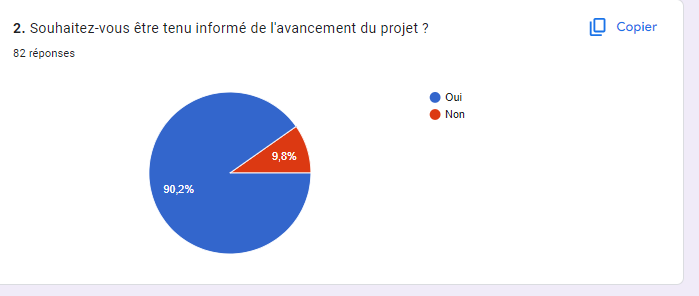 2. Souhaitez-vous être tenu informé de l'avancement du projet ?
Copier
82 réponses
Oui
Non
9,8%
90,2%